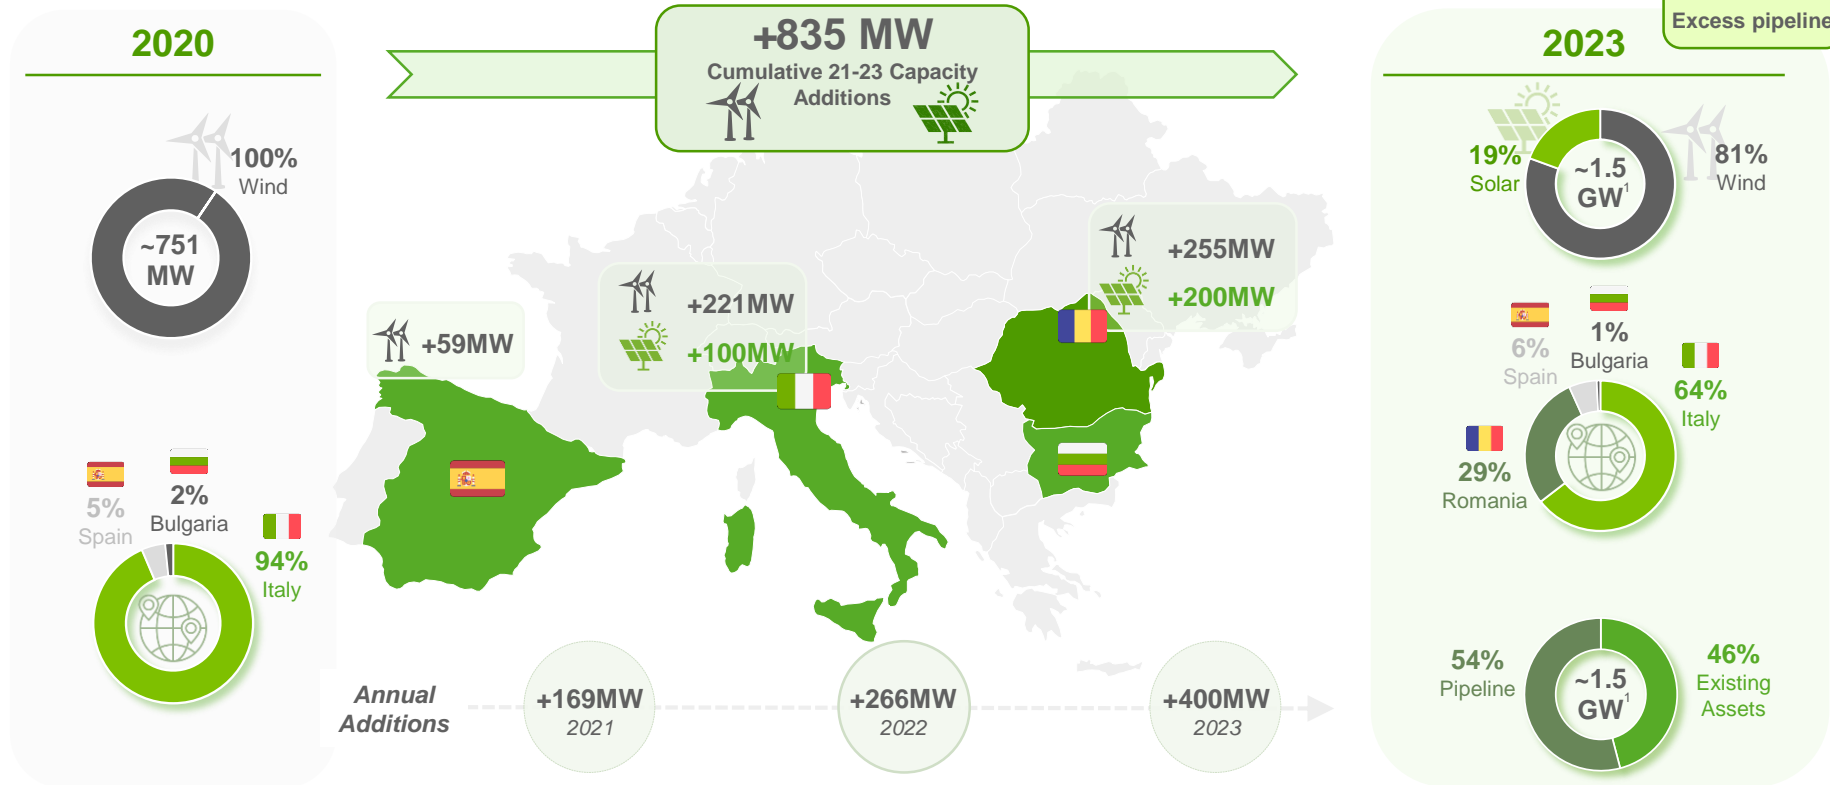 2020
100%
Wind
~751
MW
5%
Spain
2%
Bulgaria
94%
Italy
+835 MW
Cumulative 21-23 Capacity
Additions
+59MW
+221MW
+100MW
+255MW
+200MW
Annual
Additions
+169MW
2021
+266MW
2022
+400MW
2023
Excess pipeline
2023
19%
Solar
~1.5
GW1
81%
Wind
6%
Spain
1%
Bulgaria
64%
Italy
29%
Romania
54%
Pipeline
~1.5
GW1
46%
Existing
Assets